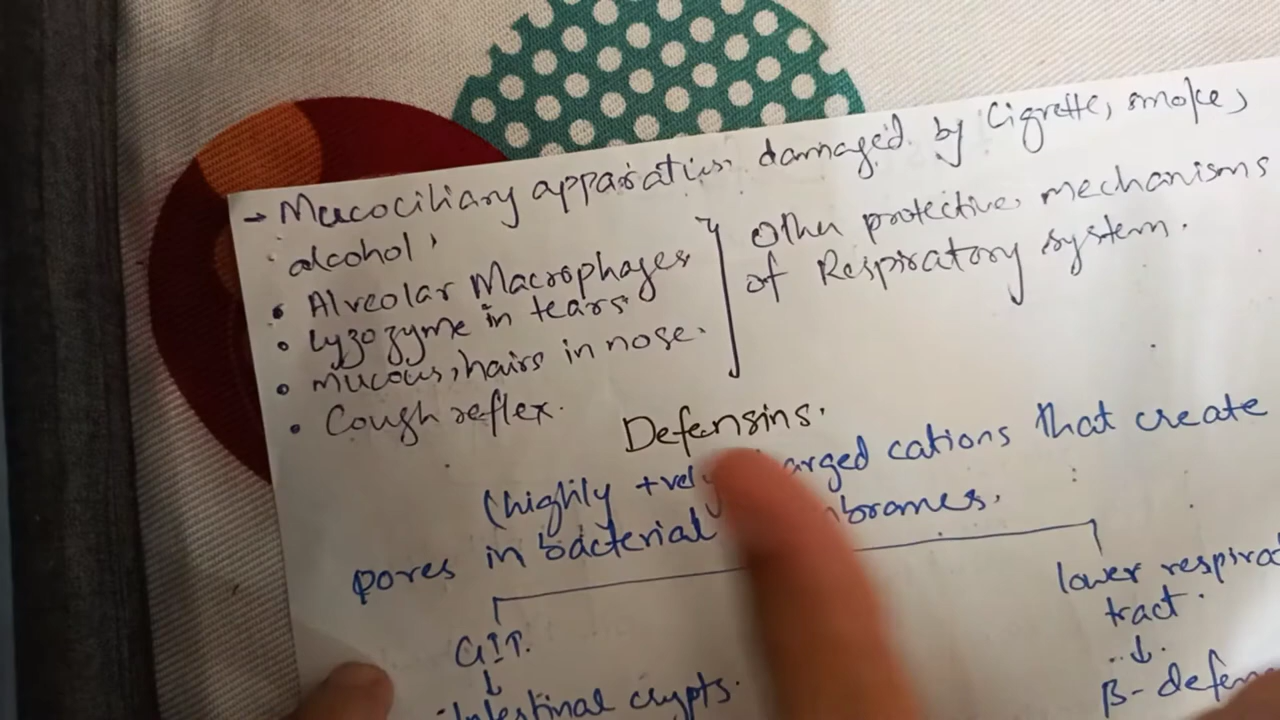 → Mucociliary apparatus damaged by Cigrette, smoke,
alcohol,
• Alveolar Macrophages
• Lyzozyme in tears
• Mucous, hairs in nose.
• Cough reflex.
Other protective mechanisms
of Respiratory system.
Defensins.
(highly +vely charged cations that create
pores in bacterial membranes.
GIT.
↓
Intestinal crypts.
lower respirat
tract.
↓
β-defen